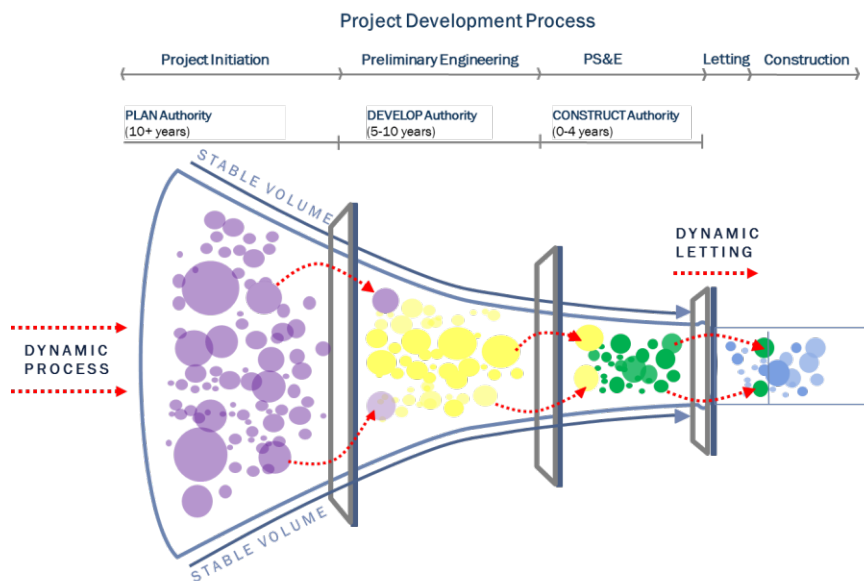 Project Development Process
Project Initiation
Preliminary Engineering
PS&E
Letting
Construction
PLAN Authority
(10+ years)
DEVELOP Authority
(5-10 years)
CONSTRUCT Authority
(0-4 years)
STABLE VOLUME
DYNAMIC
LETTING
DYNAMIC
PROCESS
STABLE VOLUME